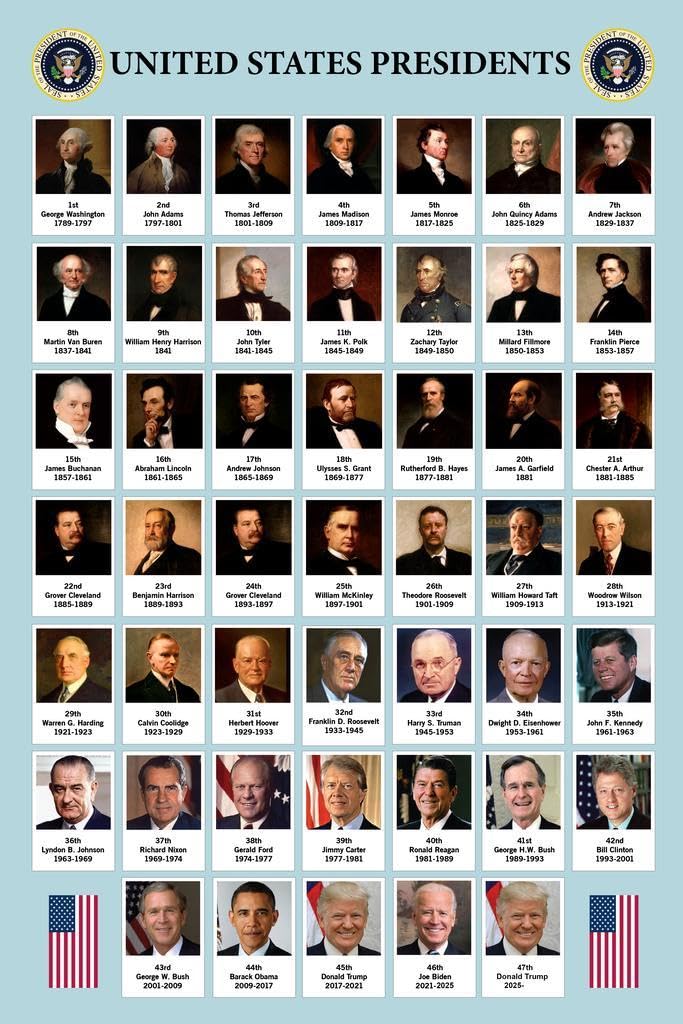 SEAL OF THE PRESIDENT OF THE UNITED STATES
UNITED STATES PRESIDENTS
SEAL OF THE PRESIDENT OF THE UNITED STATES
1st
George Washington
1789-1797
2nd
John Adams
1797-1801
3rd
Thomas Jefferson
1801-1809
4th
James Madison
1809-1817
5th
James Monroe
1817-1825
6th
John Quincy Adams
1825-1829
7th
Andrew Jackson
1829-1837
8th
Martin Van Buren
1837-1841
9th
William Henry Harrison
1841
10th
John Tyler
1841-1845
11th
James K. Polk
1845-1849
12th
Zachary Taylor
1849-1850
13th
Millard Fillmore
1850-1853
14th
Franklin Pierce
1853-1857
15th
James Buchanan
1857-1861
16th
Abraham Lincoln
1861-1865
17th
Andrew Johnson
1865-1869
18th
Ulysses S. Grant
1869-1877
19th
Rutherford B. Hayes
1877-1881
20th
James A. Garfield
1881
21st
Chester A. Arthur
1881-1885
22nd
Grover Cleveland
1885-1889
23rd
Benjamin Harrison
1889-1893
24th
Grover Cleveland
1893-1897
25th
William McKinley
1897-1901
26th
Theodore Roosevelt
1901-1909
27th
William Howard Taft
1909-1913
28th
Woodrow Wilson
1913-1921
29th
Warren G. Harding
1921-1923
30th
Calvin Coolidge
1923-1929
31st
Herbert Hoover
1929-1933
32nd
Franklin D. Roosevelt
1933-1945
33rd
Harry S. Truman
1945-1953
34th
Dwight D. Eisenhower
1953-1961
35th
John F. Kennedy
1961-1963
36th
Lyndon B. Johnson
1963-1969
37th
Richard Nixon
1969-1974
38th
Gerald Ford
1974-1977
39th
Jimmy Carter
1977-1981
40th
Ronald Reagan
1981-1989
41st
George H.W. Bush
1989-1993
42nd
Bill Clinton
1993-2001
43rd
George W. Bush
2001-2009
44th
Barack Obama
2009-2017
45th
Donald Trump
2017-2021
46th
Joe Biden
2021-2025
47th
Donald Trump
2025-